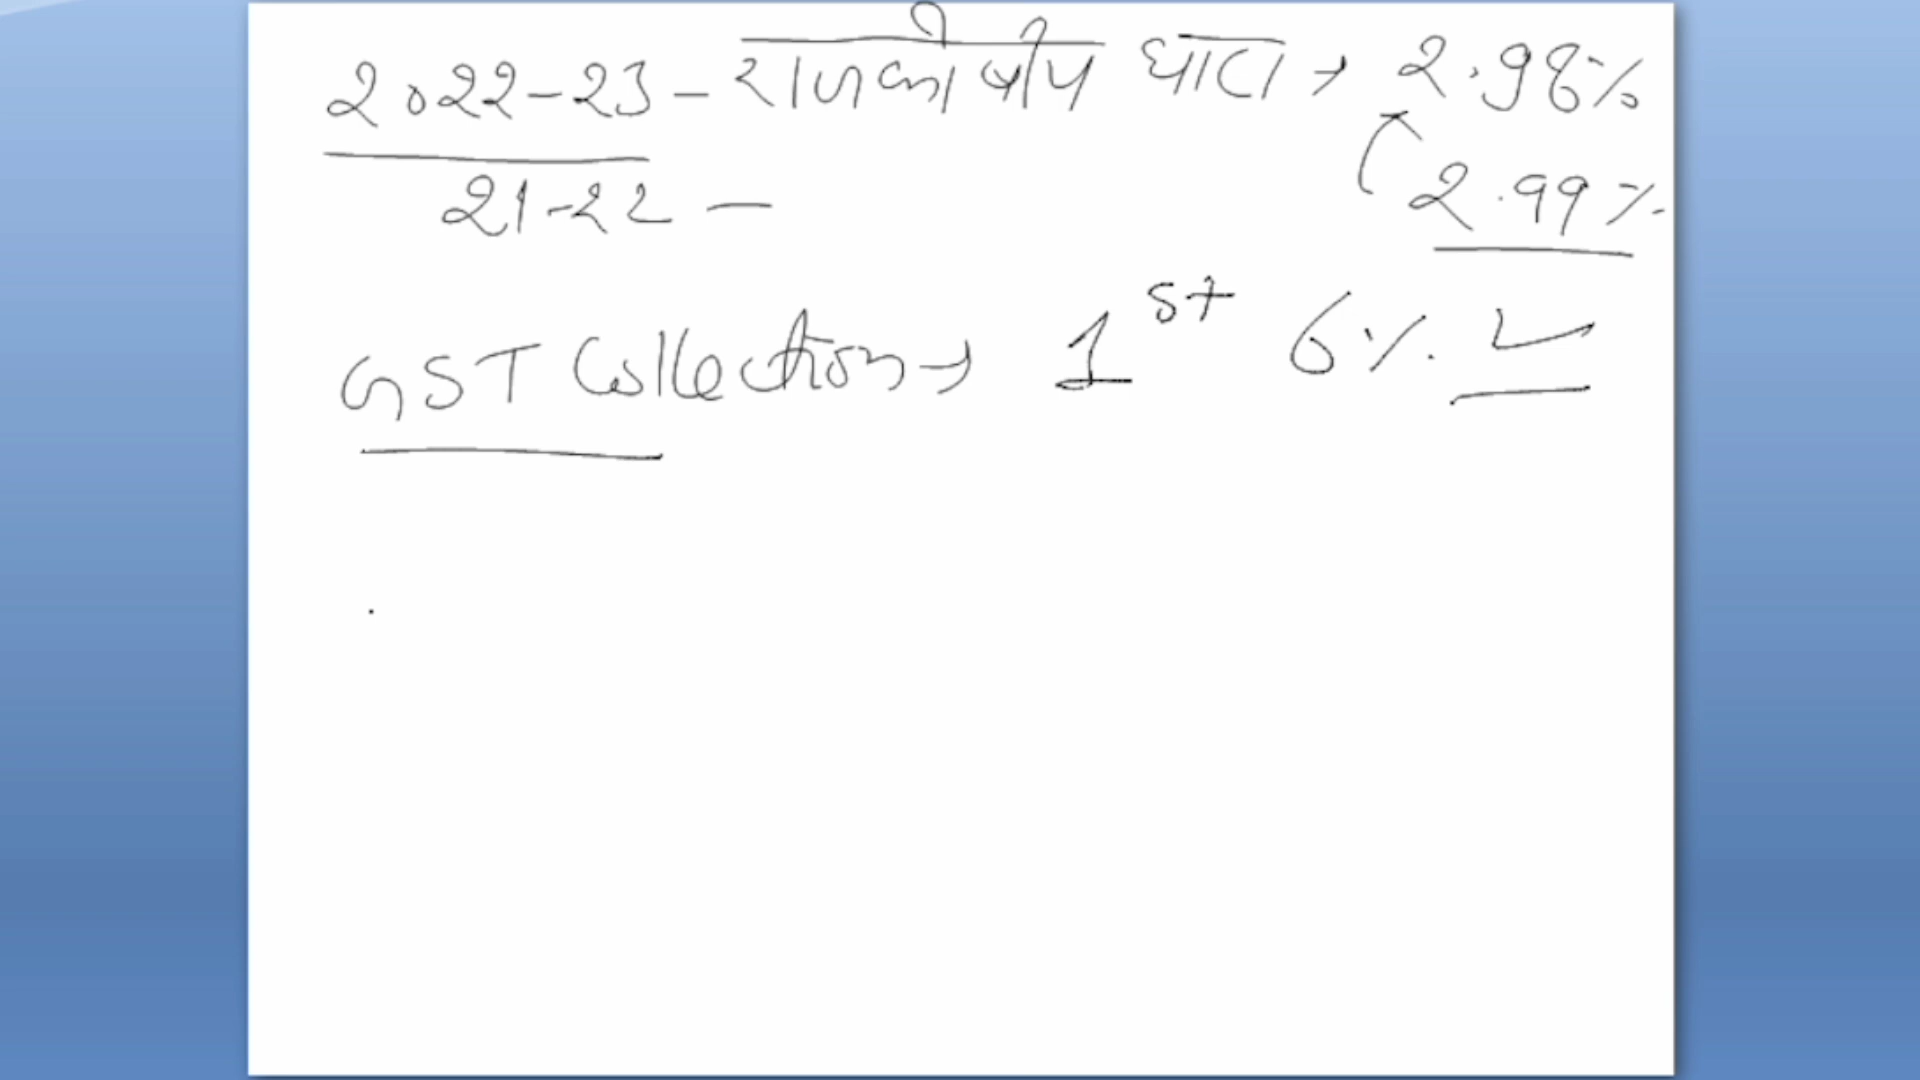 2022-23 - राजकोषीय घाटा → 2.98%
21-22 - 2.99%
GST Collection → 1st 6%.